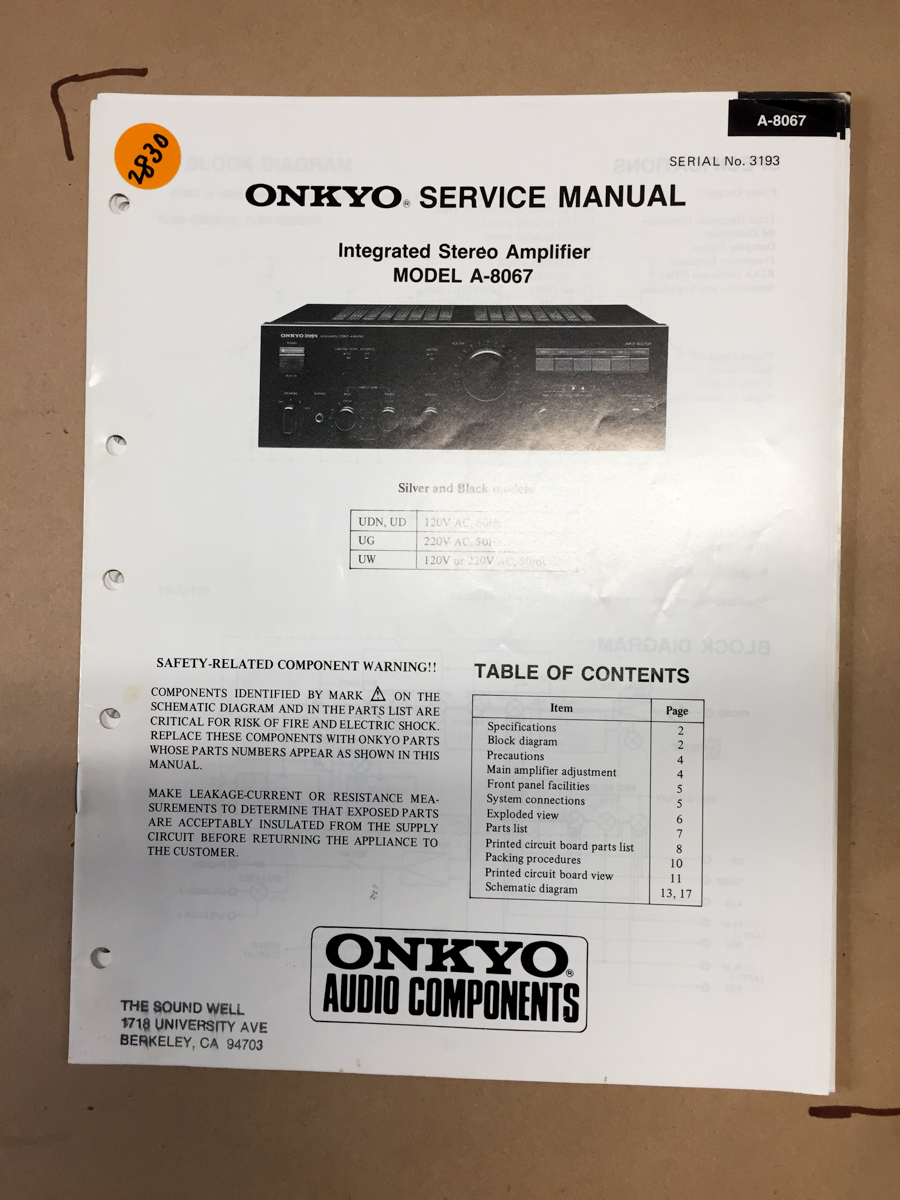 A-8067
SERIAL No. 3193
2830
ONKYO® SERVICE MANUAL
Integrated Stereo Amplifier
MODEL A-8067
ONKYO
Silver and Black models
UDN, UD 120V AC, 60Hz
UG 220V AC, 50Hz
UW 120V or 220V AC, 50
SAFETY-RELATED COMPONENT WARNING!!
COMPONENTS IDENTIFIED BY MARK ⚠ ON THE
SCHEMATIC DIAGRAM AND IN THE PARTS LIST ARE
CRITICAL FOR RISK OF FIRE AND ELECTRIC SHOCK.
REPLACE THESE COMPONENTS WITH ONKYO PARTS
WHOSE PARTS NUMBERS APPEAR AS SHOWN IN THIS
MANUAL.
MAKE LEAKAGE-CURRENT OR RESISTANCE MEA-
SUREMENTS TO DETERMINE THAT EXPOSED PARTS
ARE ACCEPTABLY INSULATED FROM THE SUPPLY
CIRCUIT BEFORE RETURNING THE APPLIANCE TO
THE CUSTOMER.
TABLE OF CONTENTS
Item Page
Specifications 2
Block diagram 2
Precautions 4
Main amplifier adjustment 4
Front panel facilities 5
System connections 5
Exploded view 6
Parts list 7
Printed circuit board parts list 8
Packing procedures 10
Printed circuit board view 11
Schematic diagram 13, 17
ONKYO®
AUDIO COMPONENTS
THE SOUND WELL
1718 UNIVERSITY AVE
BERKELEY, CA 94703